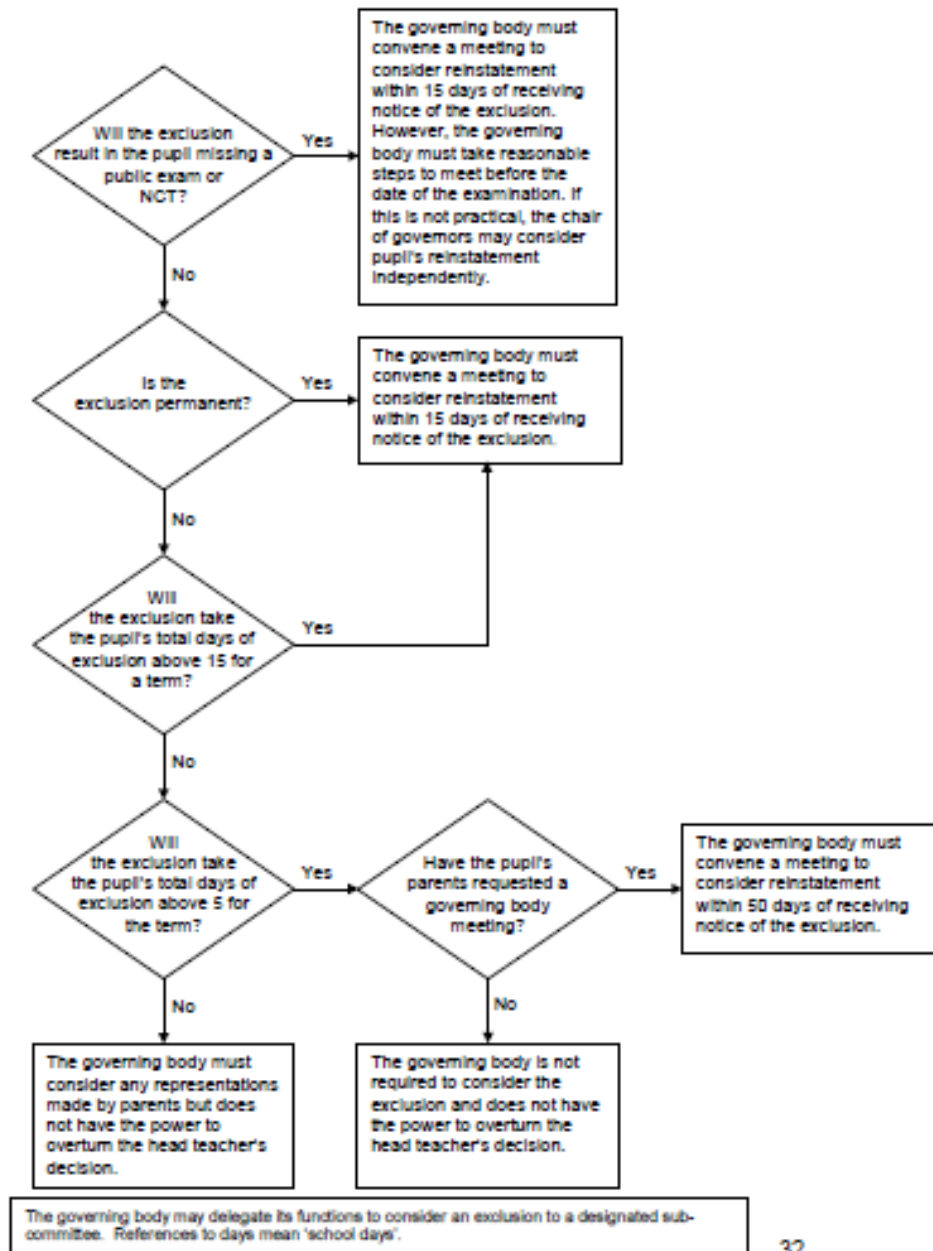 The governing body must
convene a meeting to
consider reinstatement
within 15 days of receiving
notice of the exclusion.
However, the governing
body must take reasonable
steps to meet before the
date of the examination. If
this is not practical, the chair
of governors may consider
pupil's reinstatement
independently.
Will the exclusion
result in the pupil missing a
public exam or
NCT?
Yes
No
Is the
exclusion permanent?
Yes
The governing body must
convene a meeting to
consider reinstatement
within 15 days of receiving
notice of the exclusion.
No
Will
the exclusion take
the pupil's total days of
exclusion above 15 for
a term?
Yes
No
Will
the exclusion take
the pupil's total days of
exclusion above 5 for
the term?
Yes
Have the pupil's
parents requested a
governing body
meeting?
Yes
The governing body must
convene a meeting to
consider reinstatement
within 50 days of receiving
notice of the exclusion.
No
No
The governing body must
consider any representations
made by parents but does
not have the power to
overturn the head teacher's
decision.
The governing body is not
required to consider the
exclusion and does not have
the power to overturn the
head teacher's decision.
The governing body may delegate its functions to consider an exclusion to a designated sub-
committee. References to days mean 'school days'.
32